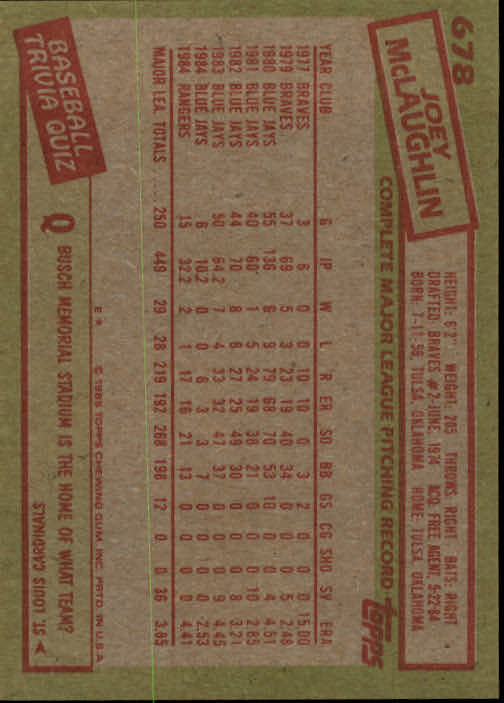 678
JOEY
McLAUGHLIN
HEIGHT: 6'2" WEIGHT: 205 THROWS: RIGHT BATS: RIGHT
DRAFTED: BRAVES #2-JUNE, 1974 ACQ: FREE AGENT, 5-22-84
BORN: 7-11-56, TULSA, OKLAHOMA HOME: TULSA, OKLAHOMA
COMPLETE MAJOR LEAGUE PITCHING RECORD topps
YEAR CLUB G IP W L R ER SO BB GS CG SHO SV ERA
1977 BRAVES 3 6 0 0 10 10 0 3 2 0 0 0 15.00
1979 BRAVES 37 69 5 3 23 19 40 34 0 0 0 5 2.48
1980 BLUE JAYS 55 136 6 9 79 68 70 53 10 0 0 4 4.51
1981 BLUE JAYS 40 60 1 5 24 19 38 21 0 0 0 10 2.85
1982 BLUE JAYS 44 70 8 6 27 25 49 30 0 0 0 8 3.21
1983 BLUE JAYS 50 64.2 7 4 33 32 47 37 0 0 0 9 4.45
1984 BLUE JAYS 6 10.2 0 0 6 3 3 7 0 0 0 0 2.53
1984 RANGERS 15 32.2 2 1 17 16 21 13 0 0 0 0 4.41
MAJOR LEA. TOTALS 250 449 29 28 219 192 268 198 12 0 0 36 3.85
E * © 1985 TOPPS CHEWING GUM, INC. PRTD. IN U.S.A.
BASEBALL
TRIVIA QUIZ
Q BUSCH MEMORIAL STADIUM IS THE HOME OF WHAT TEAM?
ST. LOUIS CARDINALS